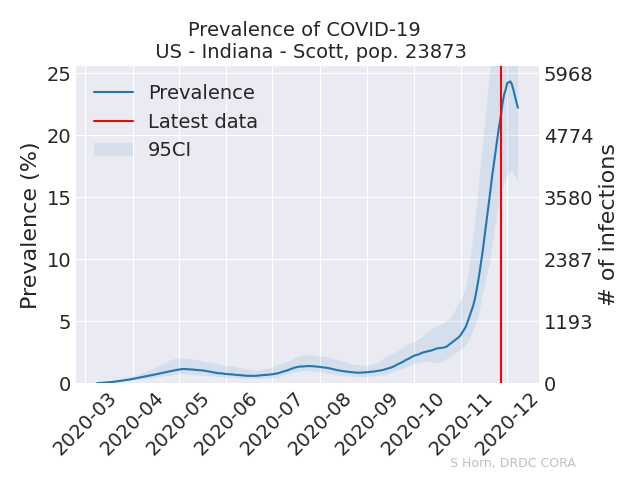 Prevalence of COVID-19
US - Indiana - Scott, pop. 23873
Prevalence
Latest data
95CI
Prevalence (%)
25
20
15
10
5
0
5968
4774
3580
2387
1193
0
# of infections
2020-03
2020-04
2020-05
2020-06
2020-07
2020-08
2020-09
2020-10
2020-11
2020-12
S Horn, DRDC CORA